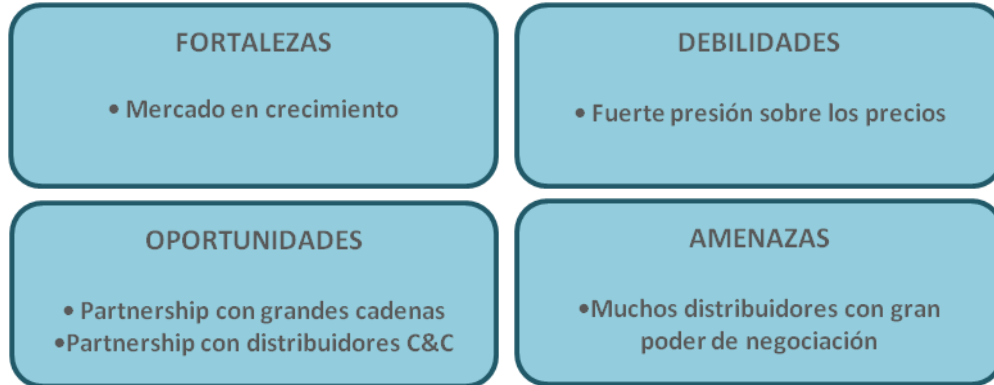 FORTALEZAS
• Mercado en crecimiento
DEBILIDADES
• Fuerte presión sobre los precios
OPORTUNIDADES
• Partnership con grandes cadenas
•Partnership con distribuidores C&C
AMENAZAS
•Muchos distribuidores con gran
poder de negociación